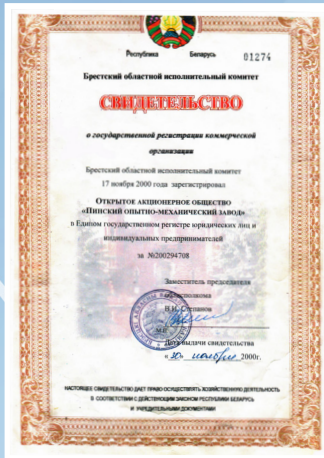 Республика Беларусь 01274
Брестский областной исполнительный комитет
СВИДЕТЕЛЬСТВО
о государственной регистрации коммерческой
организации
Брестский областной исполнительный комитет
17 ноября 2000 года зарегистрировал
ОТКРЫТОЕ АКЦИОНЕРНОЕ ОБЩЕСТВО
«ПИНСКИЙ ОПЫТНО-МЕХАНИЧЕСКИЙ ЗАВОД»
в Едином государственном регистре юридических лиц и
индивидуальных предпринимателей
за №200294708
Заместитель председателя
облисполкома
В.И. Степанов
М.П.
Дата выдачи свидетельства
«30» ноября 2000г.
НАСТОЯЩЕЕ СВИДЕТЕЛЬСТВО ДАЕТ ПРАВО ОСУЩЕСТВЛЯТЬ ХОЗЯЙСТВЕННУЮ ДЕЯТЕЛЬНОСТЬ
В СООТВЕТСТВИИ С ДЕЙСТВУЮЩИМ ЗАКОНОМ РЕСПУБЛИКИ БЕЛАРУСЬ
И УЧРЕДИТЕЛЬНЫМИ ДОКУМЕНТАМИ